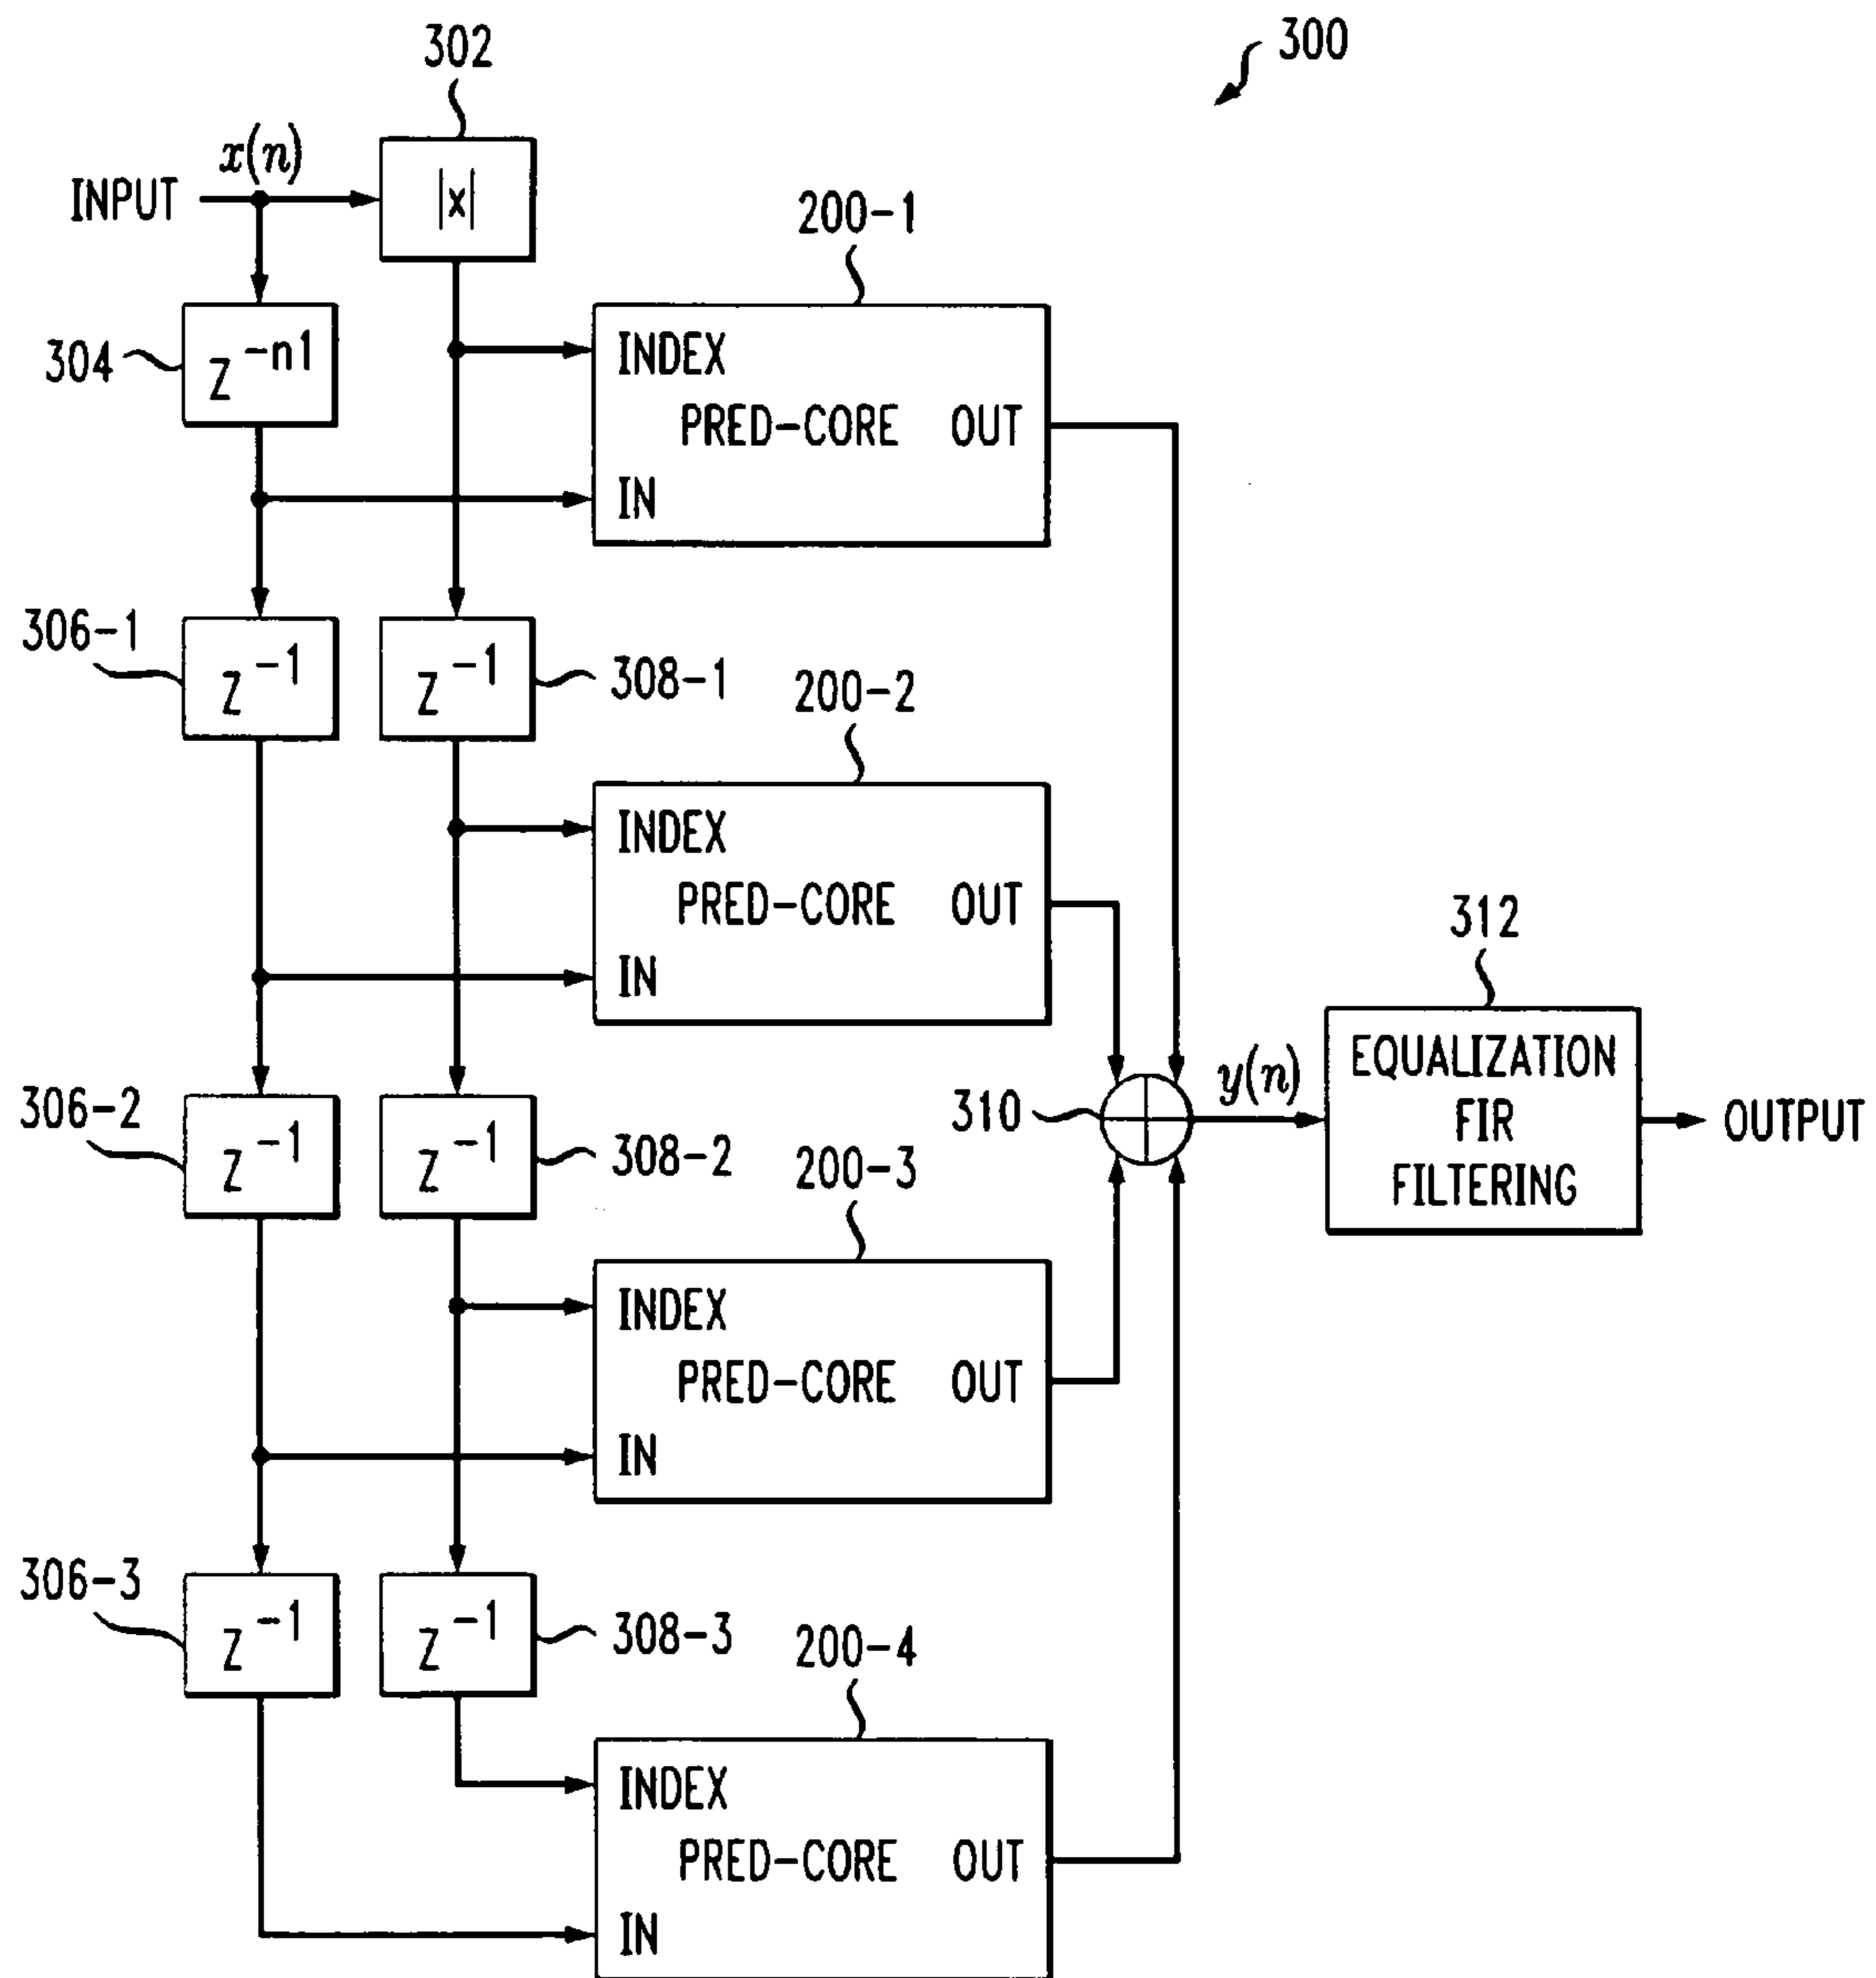 300
302
INPUT
x(n)
|x|
200-1
304
z^-n1
INDEX
PRED-CORE OUT
IN
306-1
z^-1
z^-1
308-1
200-2
INDEX
PRED-CORE OUT
IN
312
306-2
z^-1
z^-1
308-2
310
y(n)
EQUALIZATION
FIR
FILTERING
OUTPUT
200-3
INDEX
PRED-CORE OUT
IN
306-3
z^-1
z^-1
308-3
200-4
INDEX
PRED-CORE OUT
IN